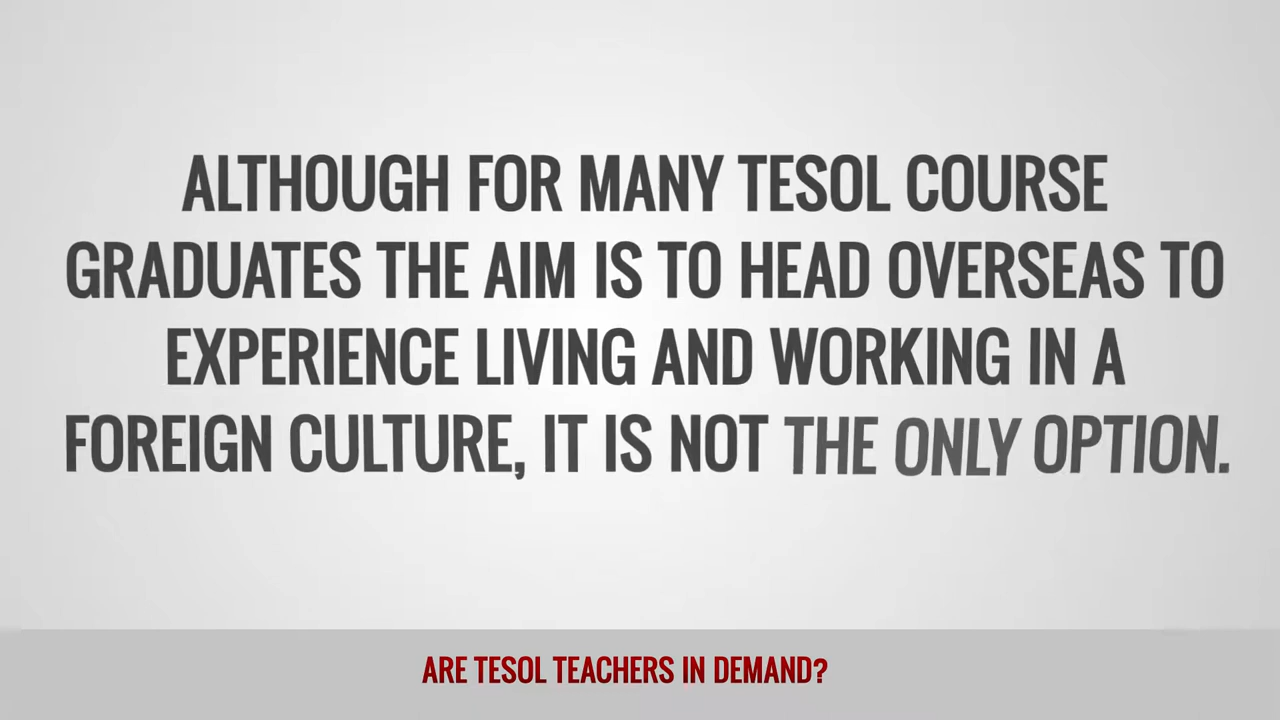 ALTHOUGH FOR MANY TESOL COURSE
GRADUATES THE AIM IS TO HEAD OVERSEAS TO
EXPERIENCE LIVING AND WORKING IN A
FOREIGN CULTURE, IT IS NOT THE ONLY OPTION.
ARE TESOL TEACHERS IN DEMAND?